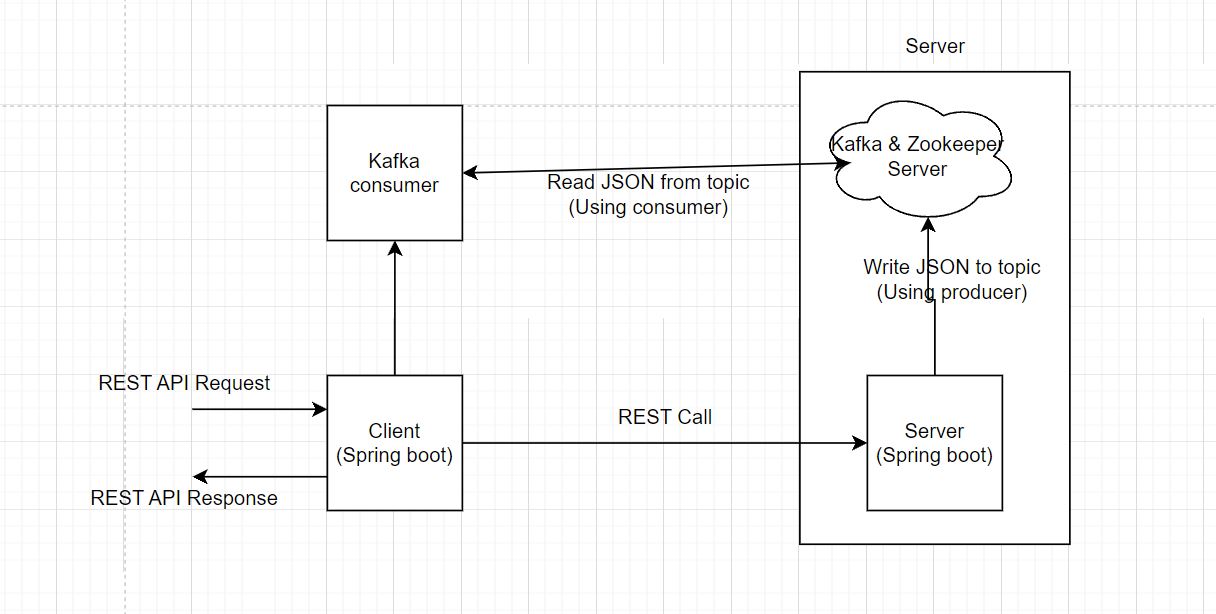 Server
Kafka
consumer
Kafka & Zookeeper
Server
Read JSON from topic
(Using consumer)
Write JSON to topic
(Using producer)
REST API Request
Client
(Spring boot)
REST Call
Server
(Spring boot)
REST API Response